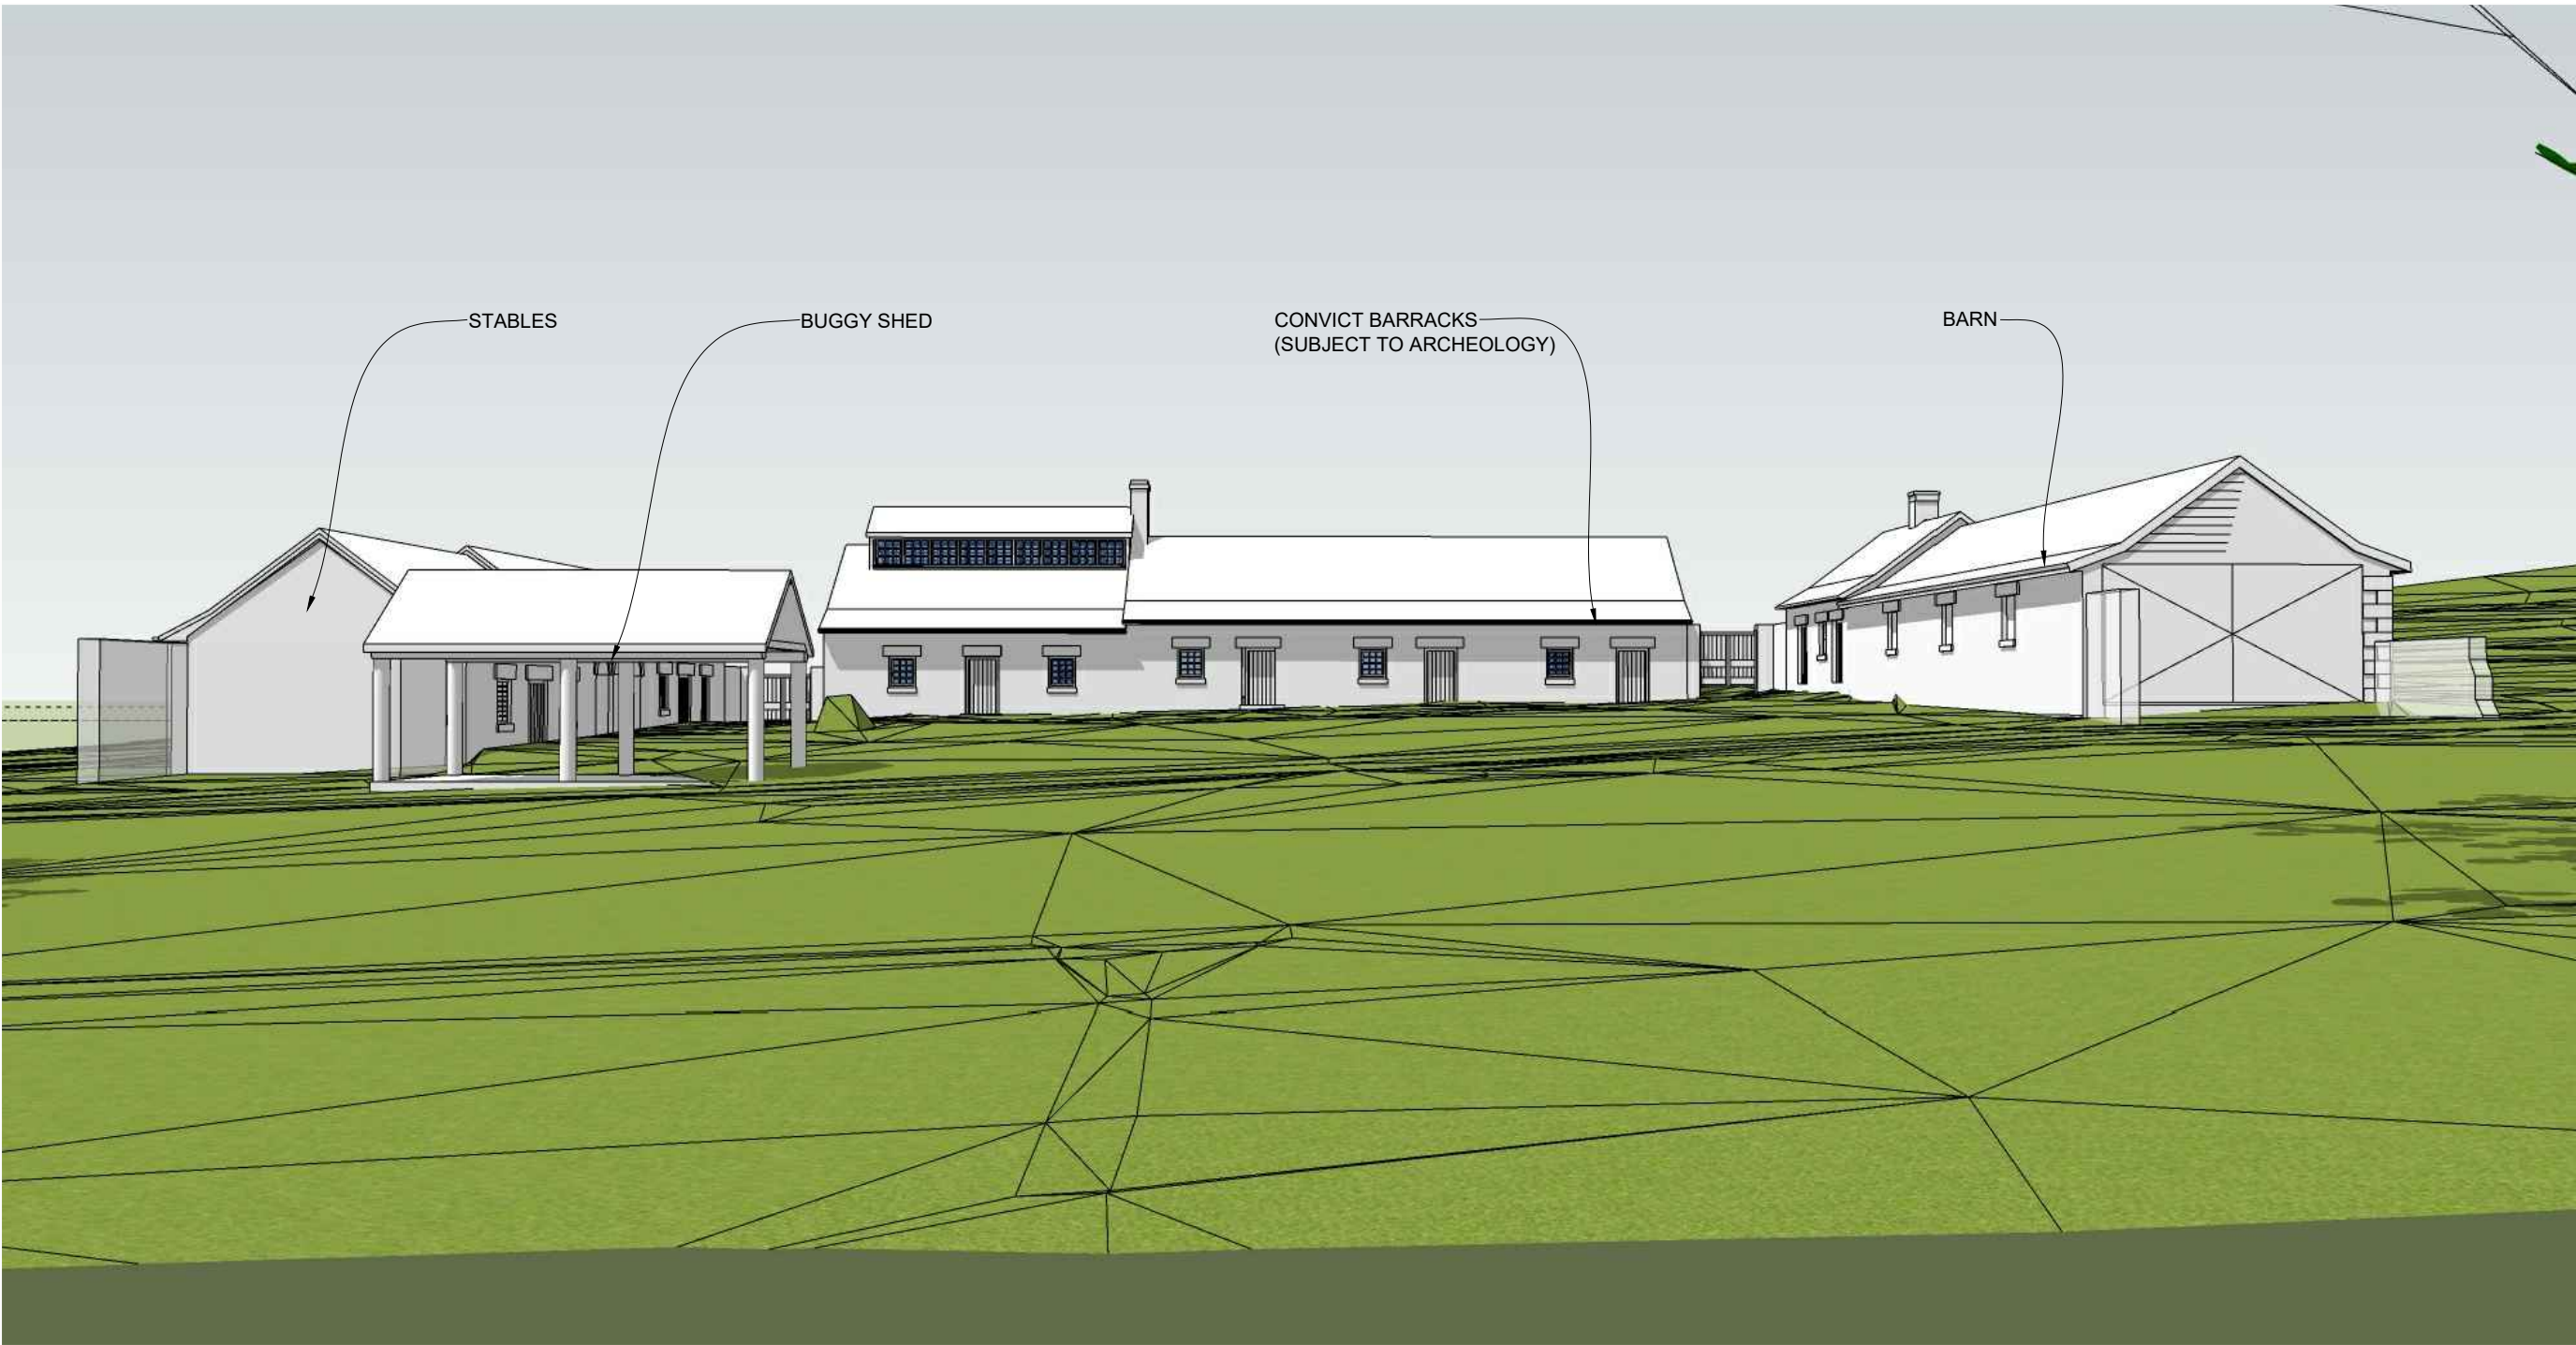 STABLES
BUGGY SHED
CONVICT BARRACKS
(SUBJECT TO ARCHEOLOGY)
BARN